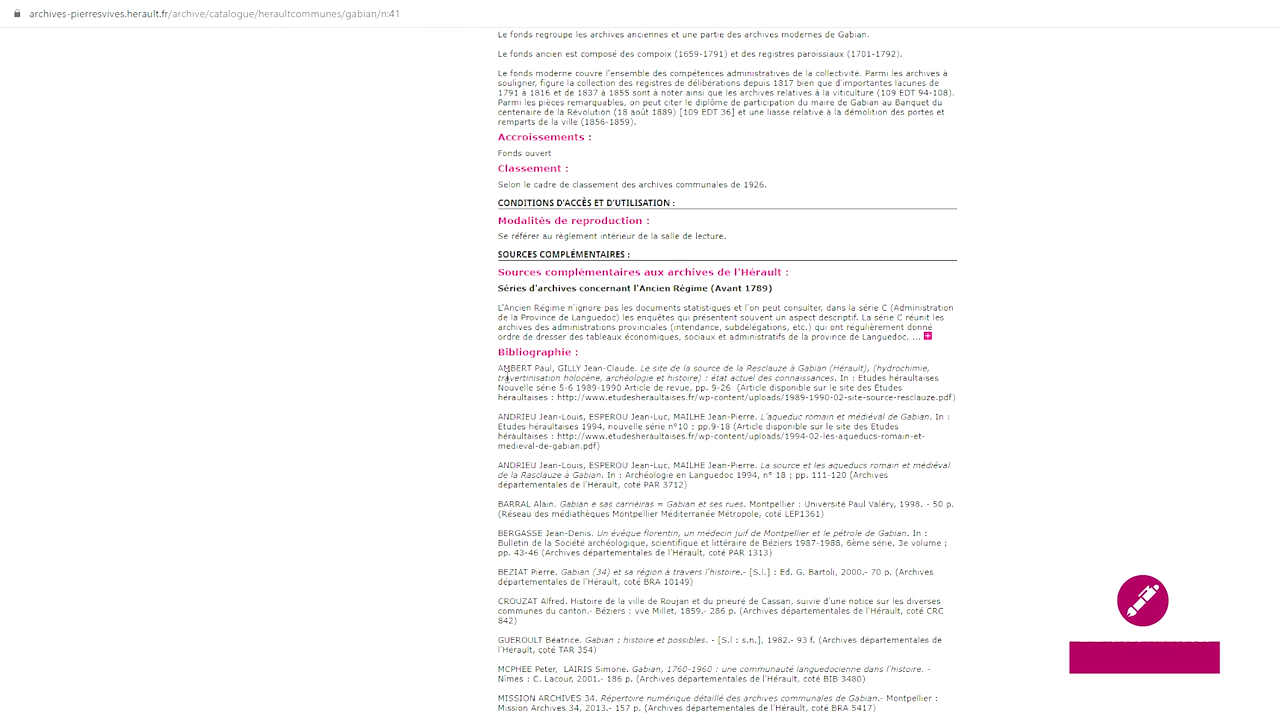 archives-pierresvives.herault.fr/archive/catalogue/heraultcommunes/gabian/n:41
Le fonds regroupe les archives anciennes et une partie des archives modernes de Gabian.
Le fonds ancien est composé des compoix (1659-1791) et des registres paroissiaux (1701-1792).
Le fonds moderne couvre l'ensemble des compétences administratives de la collectivité. Parmi les archives à
souligner, figure la collection des registres de délibérations depuis 1817 bien que d'importantes lacunes de
1791 à 1816 et de 1837 à 1855 sont à noter ainsi que les archives relatives à la viticulture (109 EDT 94-108).
Parmi les pièces remarquables, on peut citer le diplôme de participation du maire de Gabian au Banquet du
centenaire de la Révolution (18 août 1889) [109 EDT 36] et une liasse relative à la démolition des portes et
remparts de la ville (1856-1859).
Accroissements :
Fonds ouvert
Classement :
Selon le cadre de classement des archives communales de 1926.
CONDITIONS D'ACCÈS ET D'UTILISATION :
Modalités de reproduction :
Se référer au règlement intérieur de la salle de lecture.
SOURCES COMPLÉMENTAIRES :
Sources complémentaires aux archives de l'Hérault :
Séries d'archives concernant l'Ancien Régime (Avant 1789)
L'Ancien Régime n'ignore pas les documents statistiques et l'on peut consulter, dans la série C (Administration
de la Province de Languedoc) les enquêtes qui présentent souvent un aspect descriptif. La série C réunit les
archives des administrations provinciales (intendance, subdélégations, etc.) qui ont régulièrement donné
ordre de dresser des tableaux économiques, sociaux et administratifs de la province de Languedoc. ... +
Bibliographie :
AMBERT Paul, GILLY Jean-Claude. Le site de la source de la Resclauze à Gabian (Hérault), (hydrochimie,
travertinisation holocène, archéologie et histoire) : état actuel des connaissances. In : Etudes héraultaises
Nouvelle série 5-6 1989-1990 Article de revue, pp. 9-26 (Article disponible sur le site des Etudes
héraultaises : http://www.etudesheraultaises.fr/wp-content/uploads/1989-1990-02-site-source-resclauze.pdf)
ANDRIEU Jean-Louis, ESPEROU Jean-Luc, MAILHE Jean-Pierre. L'aqueduc romain et médiéval de Gabian. In :
Etudes héraultaises 1994, nouvelle série n°10 ; pp.9-18 (Article disponible sur le site des Etudes
héraultaises : http://www.etudesheraultaises.fr/wp-content/uploads/1994-02-les-aqueducs-romain-et-
medieval-de-gabian.pdf)
ANDRIEU Jean-Louis, ESPEROU Jean-Luc, MAILHE Jean-Pierre. La source et les aqueducs romain et médiéval
de la Rasclauze à Gabian. In : Archéologie en Languedoc 1994, n° 18 ; pp. 111-120 (Archives
départementales de l'Hérault, coté PAR 3712)
BARRAL Alain. Gabian e sas carriéiras = Gabian et ses rues. Montpellier : Université Paul Valéry, 1998. - 50 p.
(Réseau des médiathèques Montpellier Méditerranée Métropole, coté LEP1361)
BERGASSE Jean-Denis. Un évêque florentin, un médecin juif de Montpellier et le pétrole de Gabian. In :
Bulletin de la Société archéologique, scientifique et littéraire de Béziers 1987-1988, 6ème série, 3e volume ;
pp. 43-46 (Archives départementales de l'Hérault, coté PAR 1313)
BEZIAT Pierre. Gabian (34) et sa région à travers l'histoire.- [S.l.] : Ed. G. Bartoli, 2000.- 70 p. (Archives
départementales de l'Hérault, coté BRA 10149)
CROUZAT Alfred. Histoire de la ville de Roujan et du prieuré de Cassan, suivie d'une notice sur les diverses
communes du canton.- Béziers : vve Millet, 1859.- 286 p. (Archives départementales de l'Hérault, coté CRC
842)
GUEROULT Béatrice. Gabian : histoire et possibles. - [S.l : s.n.], 1982.- 93 f. (Archives départementales de
l'Hérault, coté TAR 354)
MCPHEE Peter, LAIRIS Simone. Gabian, 1760-1960 : une communauté languedocienne dans l'histoire. -
Nîmes : C. Lacour, 2001.- 186 p. (Archives départementales de l'Hérault, coté BIB 3480)
MISSION ARCHIVES 34. Répertoire numérique détaillé des archives communales de Gabian.- Montpellier :
Mission Archives 34, 2013.- 157 p. (Archives départementales de l'Hérault, coté BRA 5417)